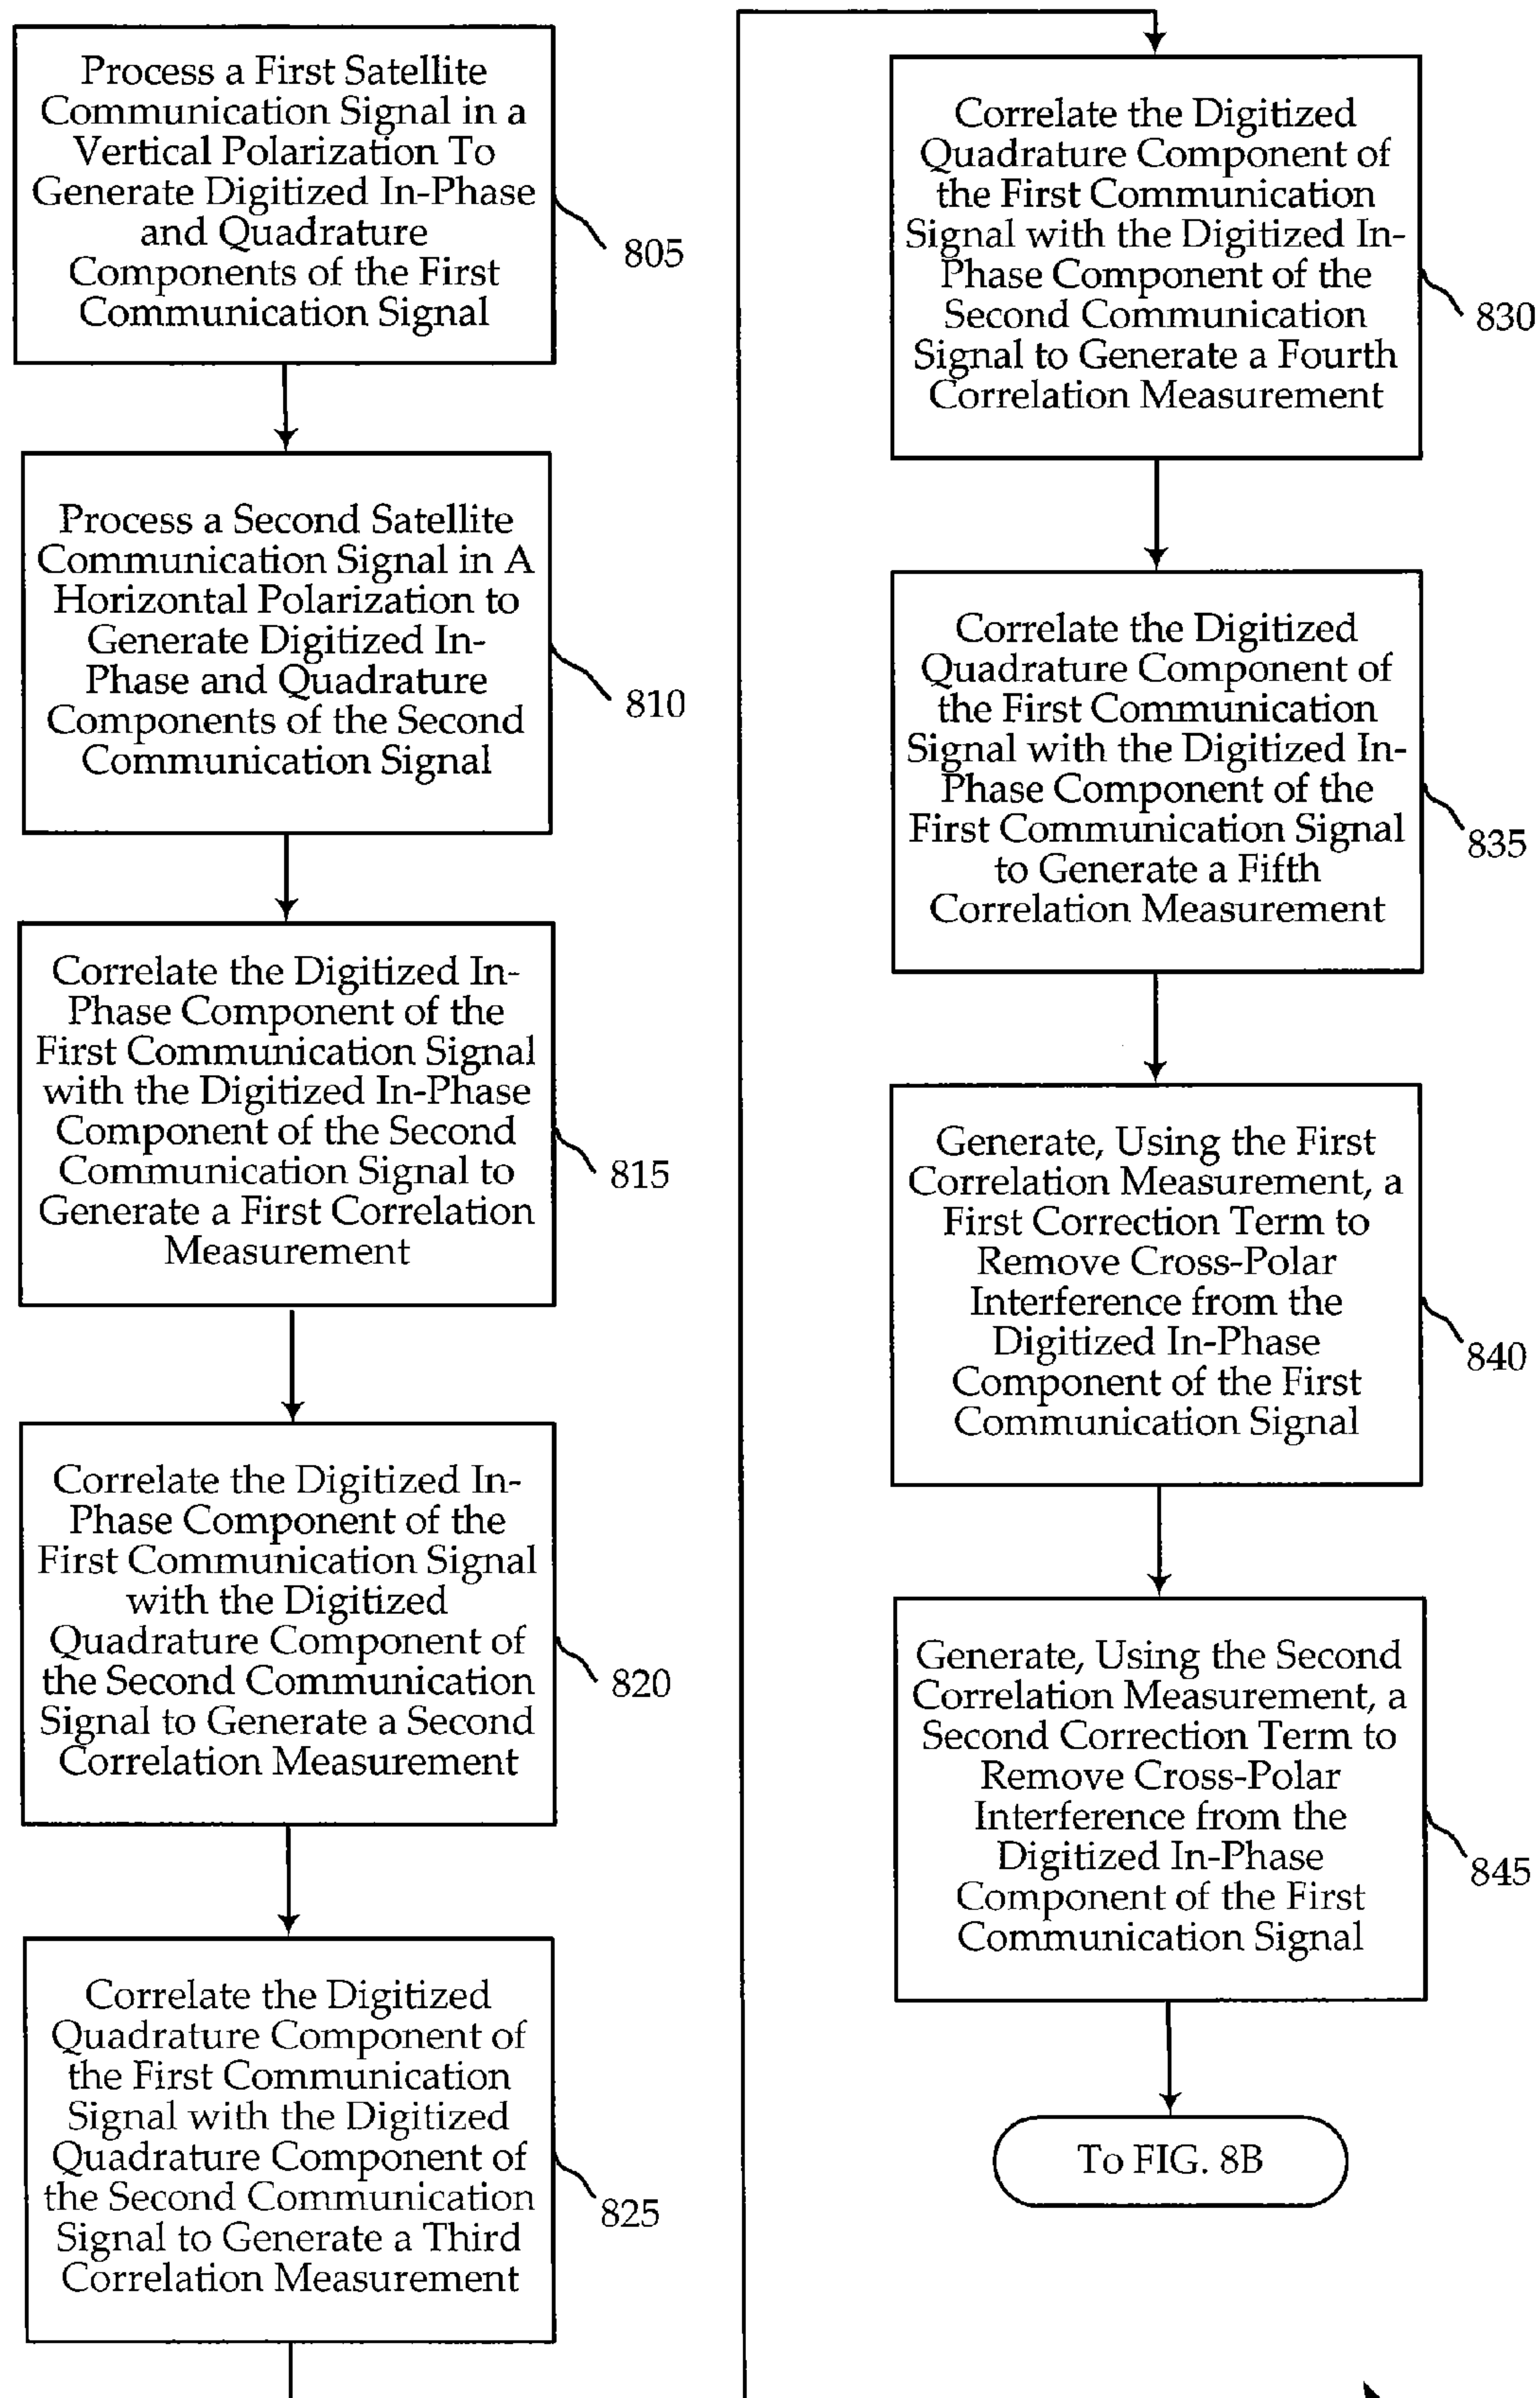 Process a First Satellite
Communication Signal in a
Vertical Polarization To
Generate Digitized In-Phase
and Quadrature
Components of the First
Communication Signal
805
Process a Second Satellite
Communication Signal in A
Horizontal Polarization to
Generate Digitized In-
Phase and Quadrature
Components of the Second
Communication Signal
810
Correlate the Digitized In-
Phase Component of the
First Communication Signal
with the Digitized In-Phase
Component of the Second
Communication Signal to
Generate a First Correlation
Measurement
815
Correlate the Digitized In-
Phase Component of the
First Communication Signal
with the Digitized
Quadrature Component of
the Second Communication
Signal to Generate a Second
Correlation Measurement
820
Correlate the Digitized
Quadrature Component of
the First Communication
Signal with the Digitized
Quadrature Component of
the Second Communication
Signal to Generate a Third
Correlation Measurement
825
Correlate the Digitized
Quadrature Component of
the First Communication
Signal with the Digitized In-
Phase Component of the
Second Communication
Signal to Generate a Fourth
Correlation Measurement
830
Correlate the Digitized
Quadrature Component of
the First Communication
Signal with the Digitized In-
Phase Component of the
First Communication Signal
to Generate a Fifth
Correlation Measurement
835
Generate, Using the First
Correlation Measurement, a
First Correction Term to
Remove Cross-Polar
Interference from the
Digitized In-Phase
Component of the First
Communication Signal
840
Generate, Using the Second
Correlation Measurement, a
Second Correction Term to
Remove Cross-Polar
Interference from the
Digitized In-Phase
Component of the First
Communication Signal
845
To FIG. 8B